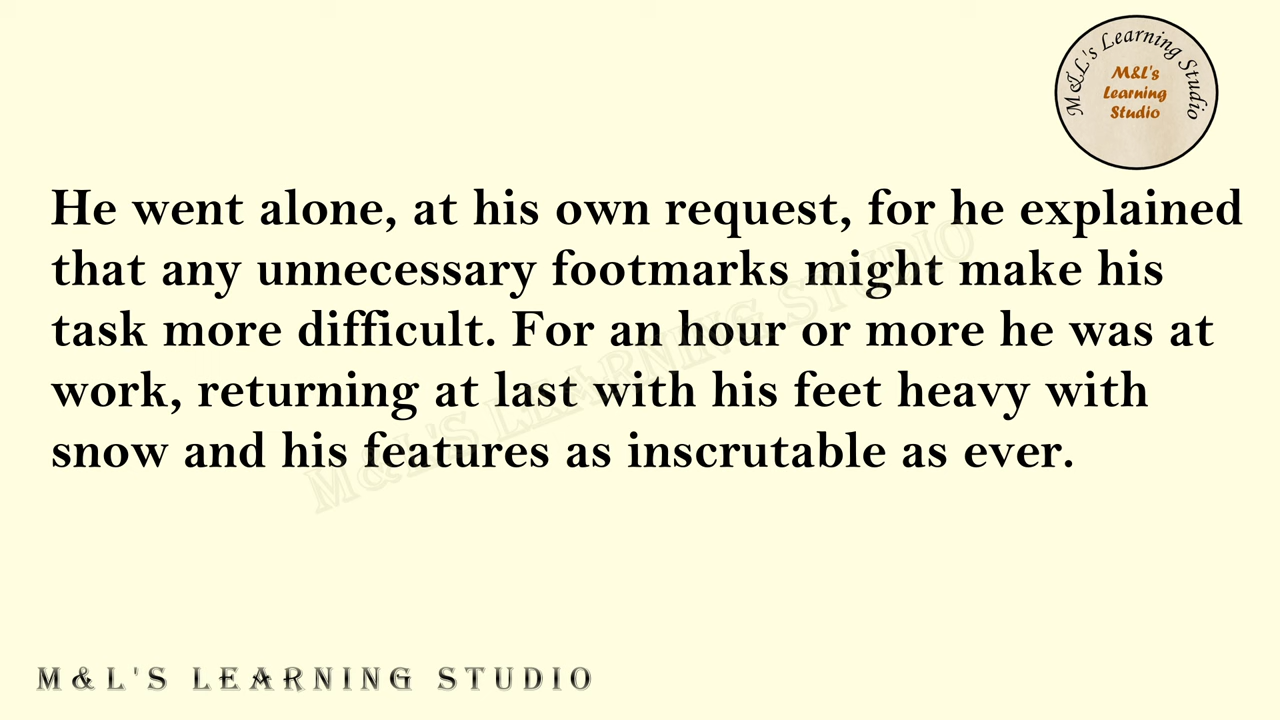 M&L's Learning Studio
M&L's
Learning
Studio
He went alone, at his own request, for he explained
that any unnecessary footmarks might make his
task more difficult. For an hour or more he was at
work, returning at last with his feet heavy with
snow and his features as inscrutable as ever.
M&L'S LEARNING STUDIO
M&L'S LEARNING STUDIO